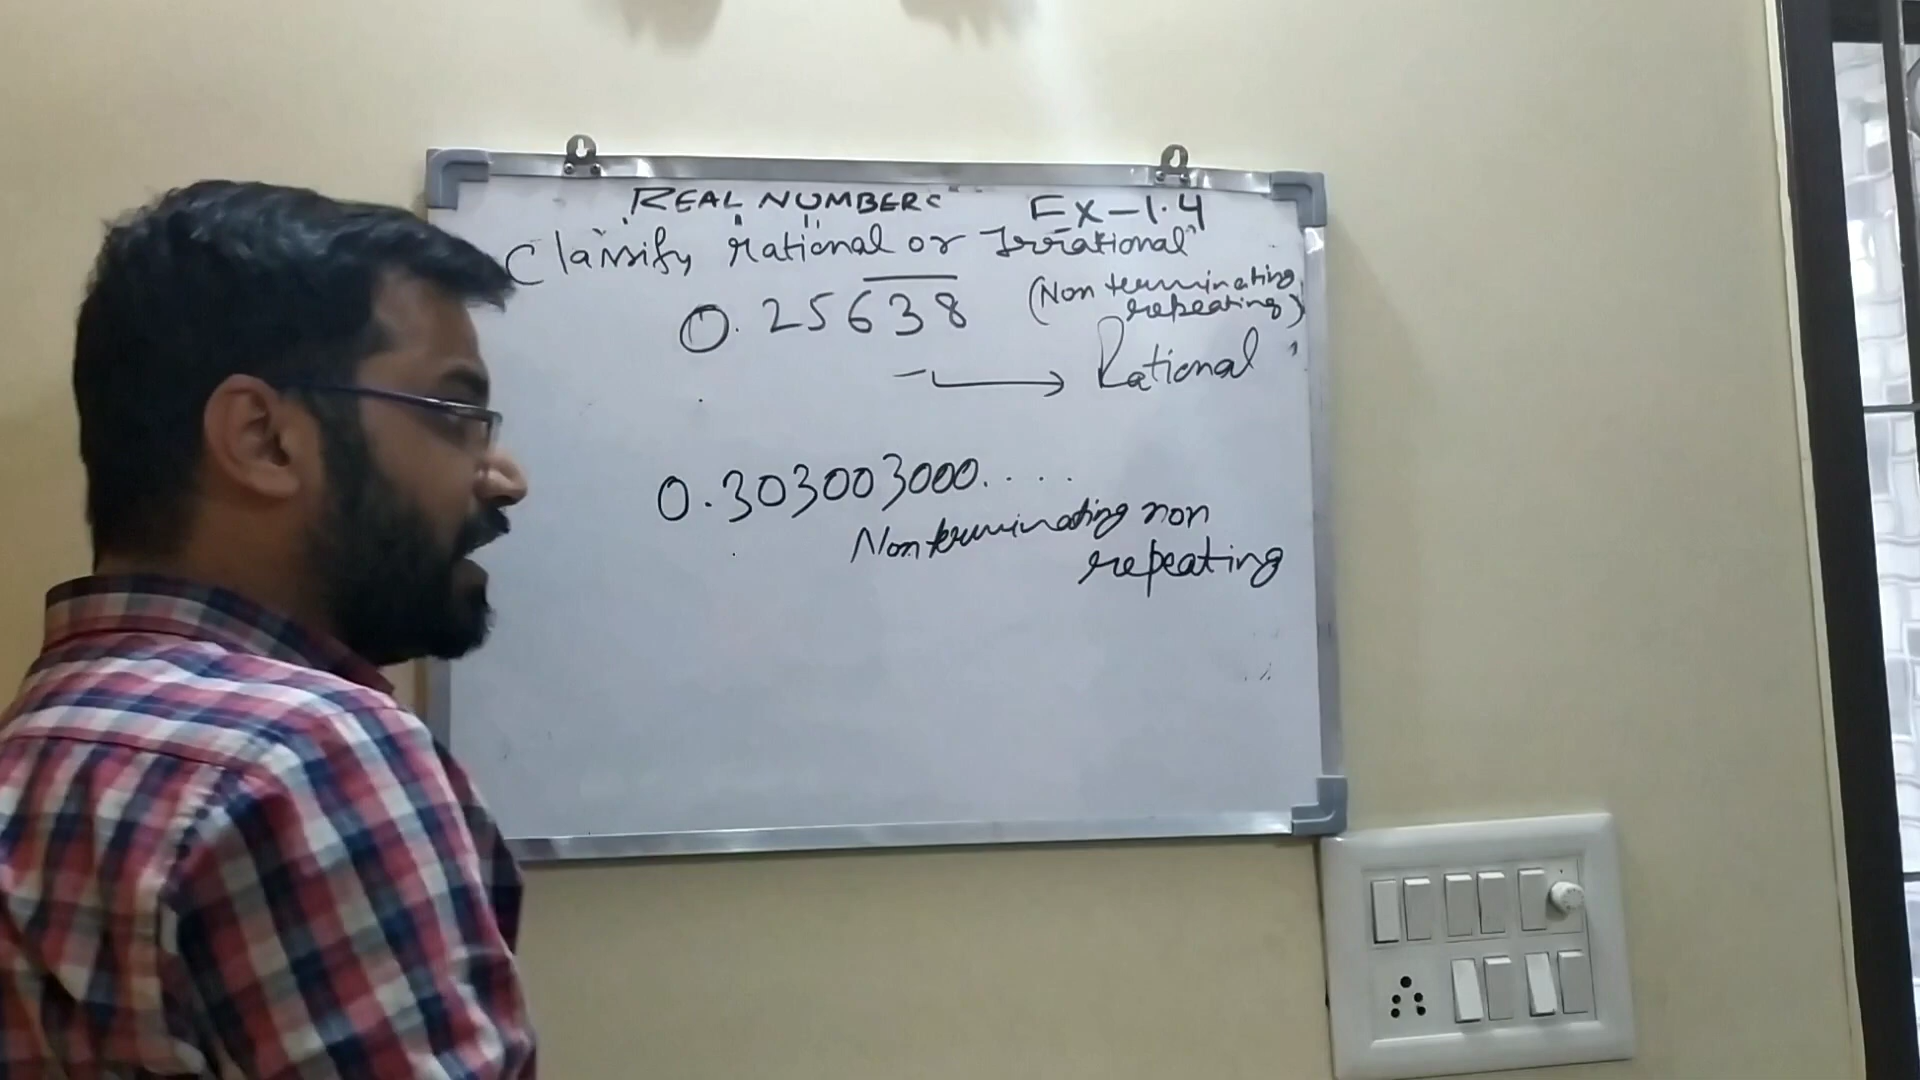 REAL NUMBERS Ex-1.4
Classify rational or Irrational
0.25638 (Non terminating
repeating)
Rational
0.303003000.....
Non terminating non
repeating